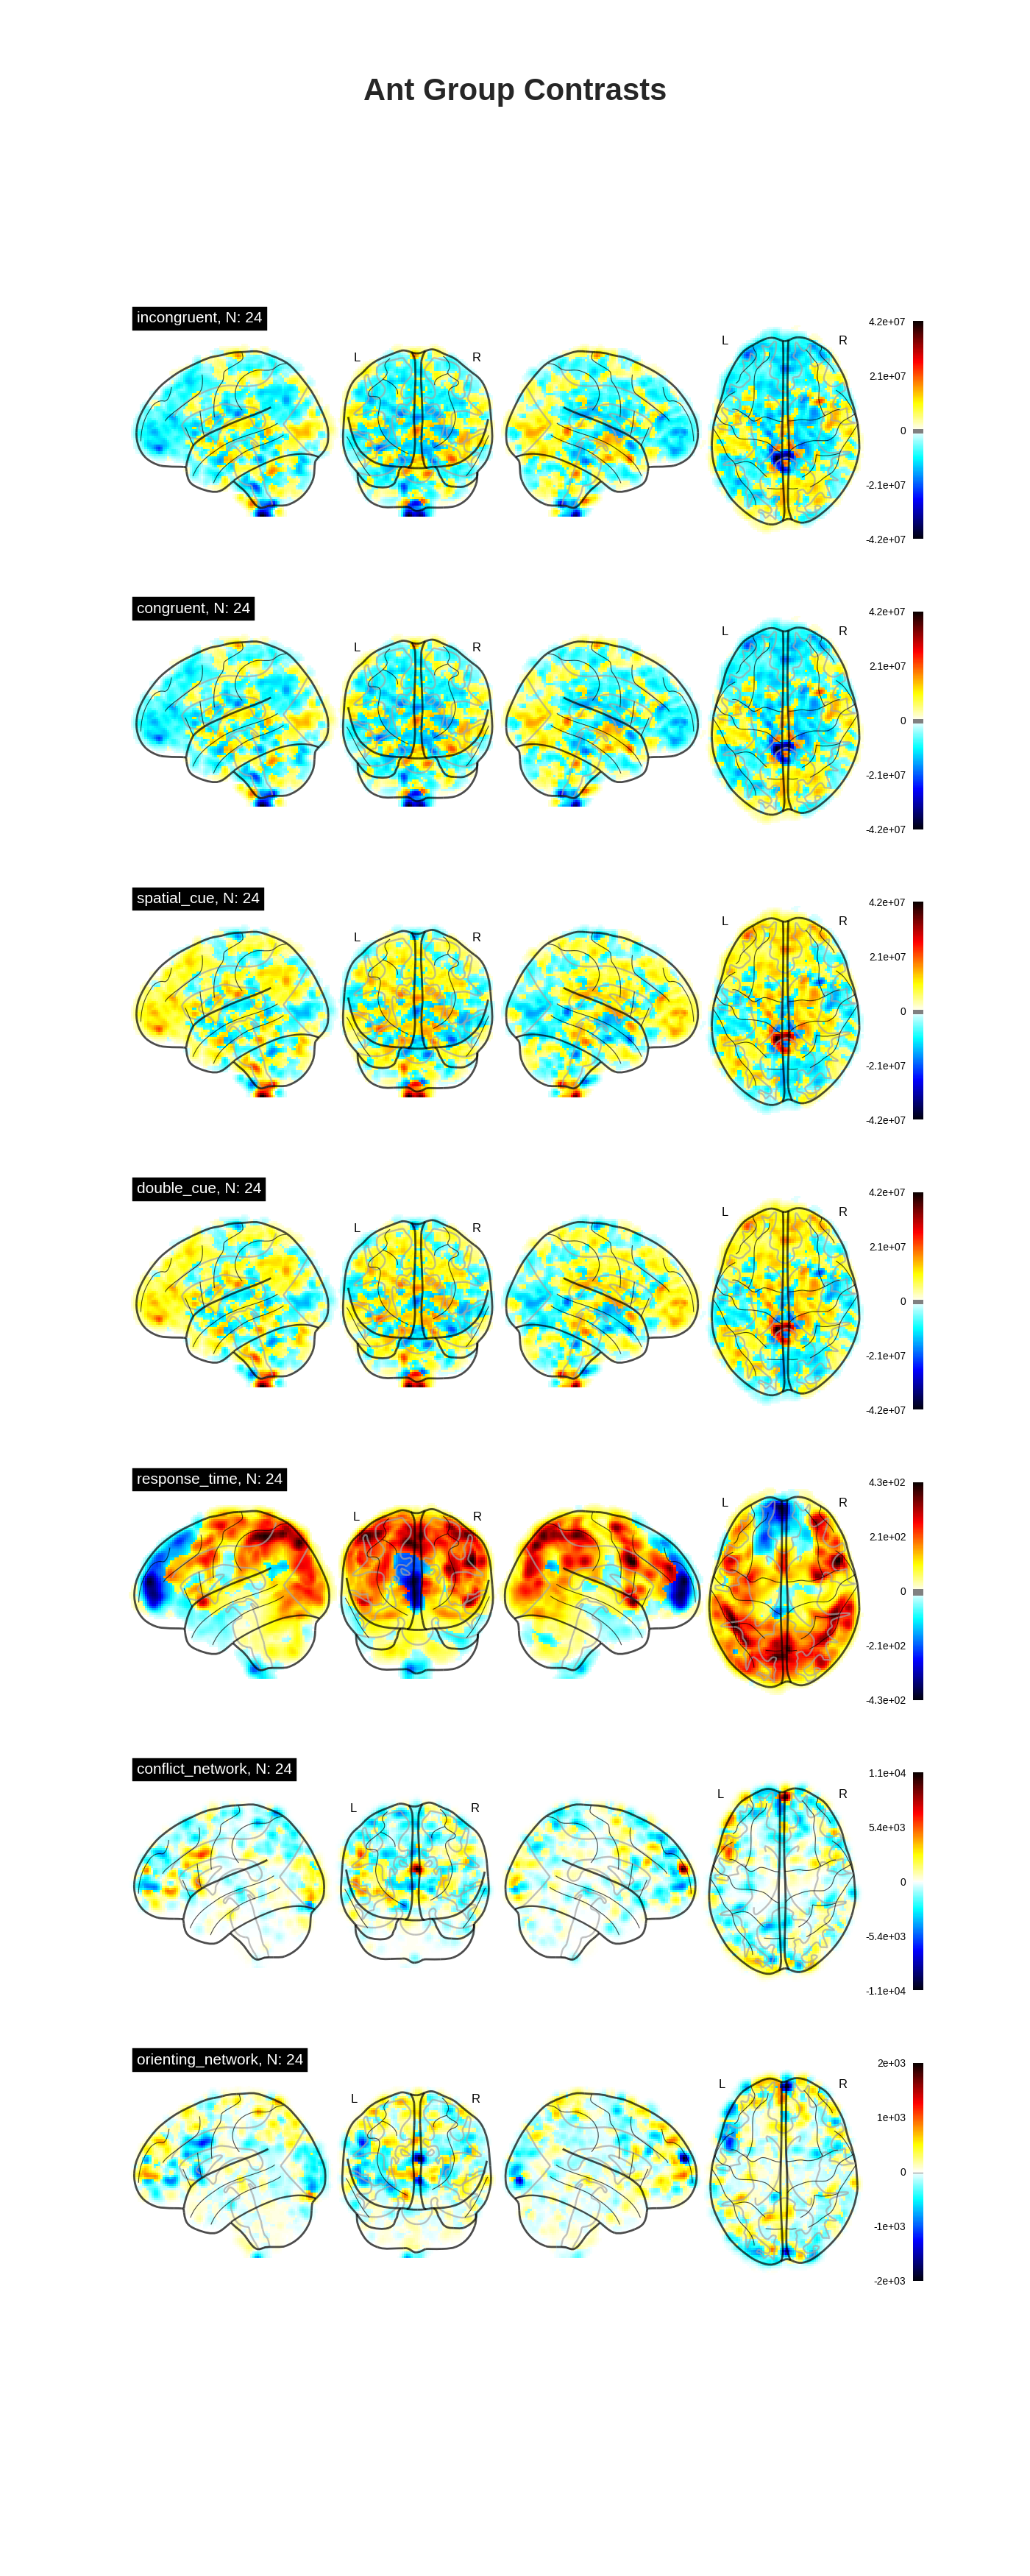 Ant Group Contrasts
incongruent, N: 24
L R L R
4.2e+07
2.1e+07
0
-2.1e+07
-4.2e+07
congruent, N: 24
L R L R
4.2e+07
2.1e+07
0
-2.1e+07
-4.2e+07
spatial_cue, N: 24
L R L R
4.2e+07
2.1e+07
0
-2.1e+07
-4.2e+07
double_cue, N: 24
L R L R
4.2e+07
2.1e+07
0
-2.1e+07
-4.2e+07
response_time, N: 24
L R L R
4.3e+02
2.1e+02
0
-2.1e+02
-4.3e+02
conflict_network, N: 24
L R L R
1.1e+04
5.4e+03
0
-5.4e+03
-1.1e+04
orienting_network, N: 24
L R L R
2e+03
1e+03
0
-1e+03
-2e+03